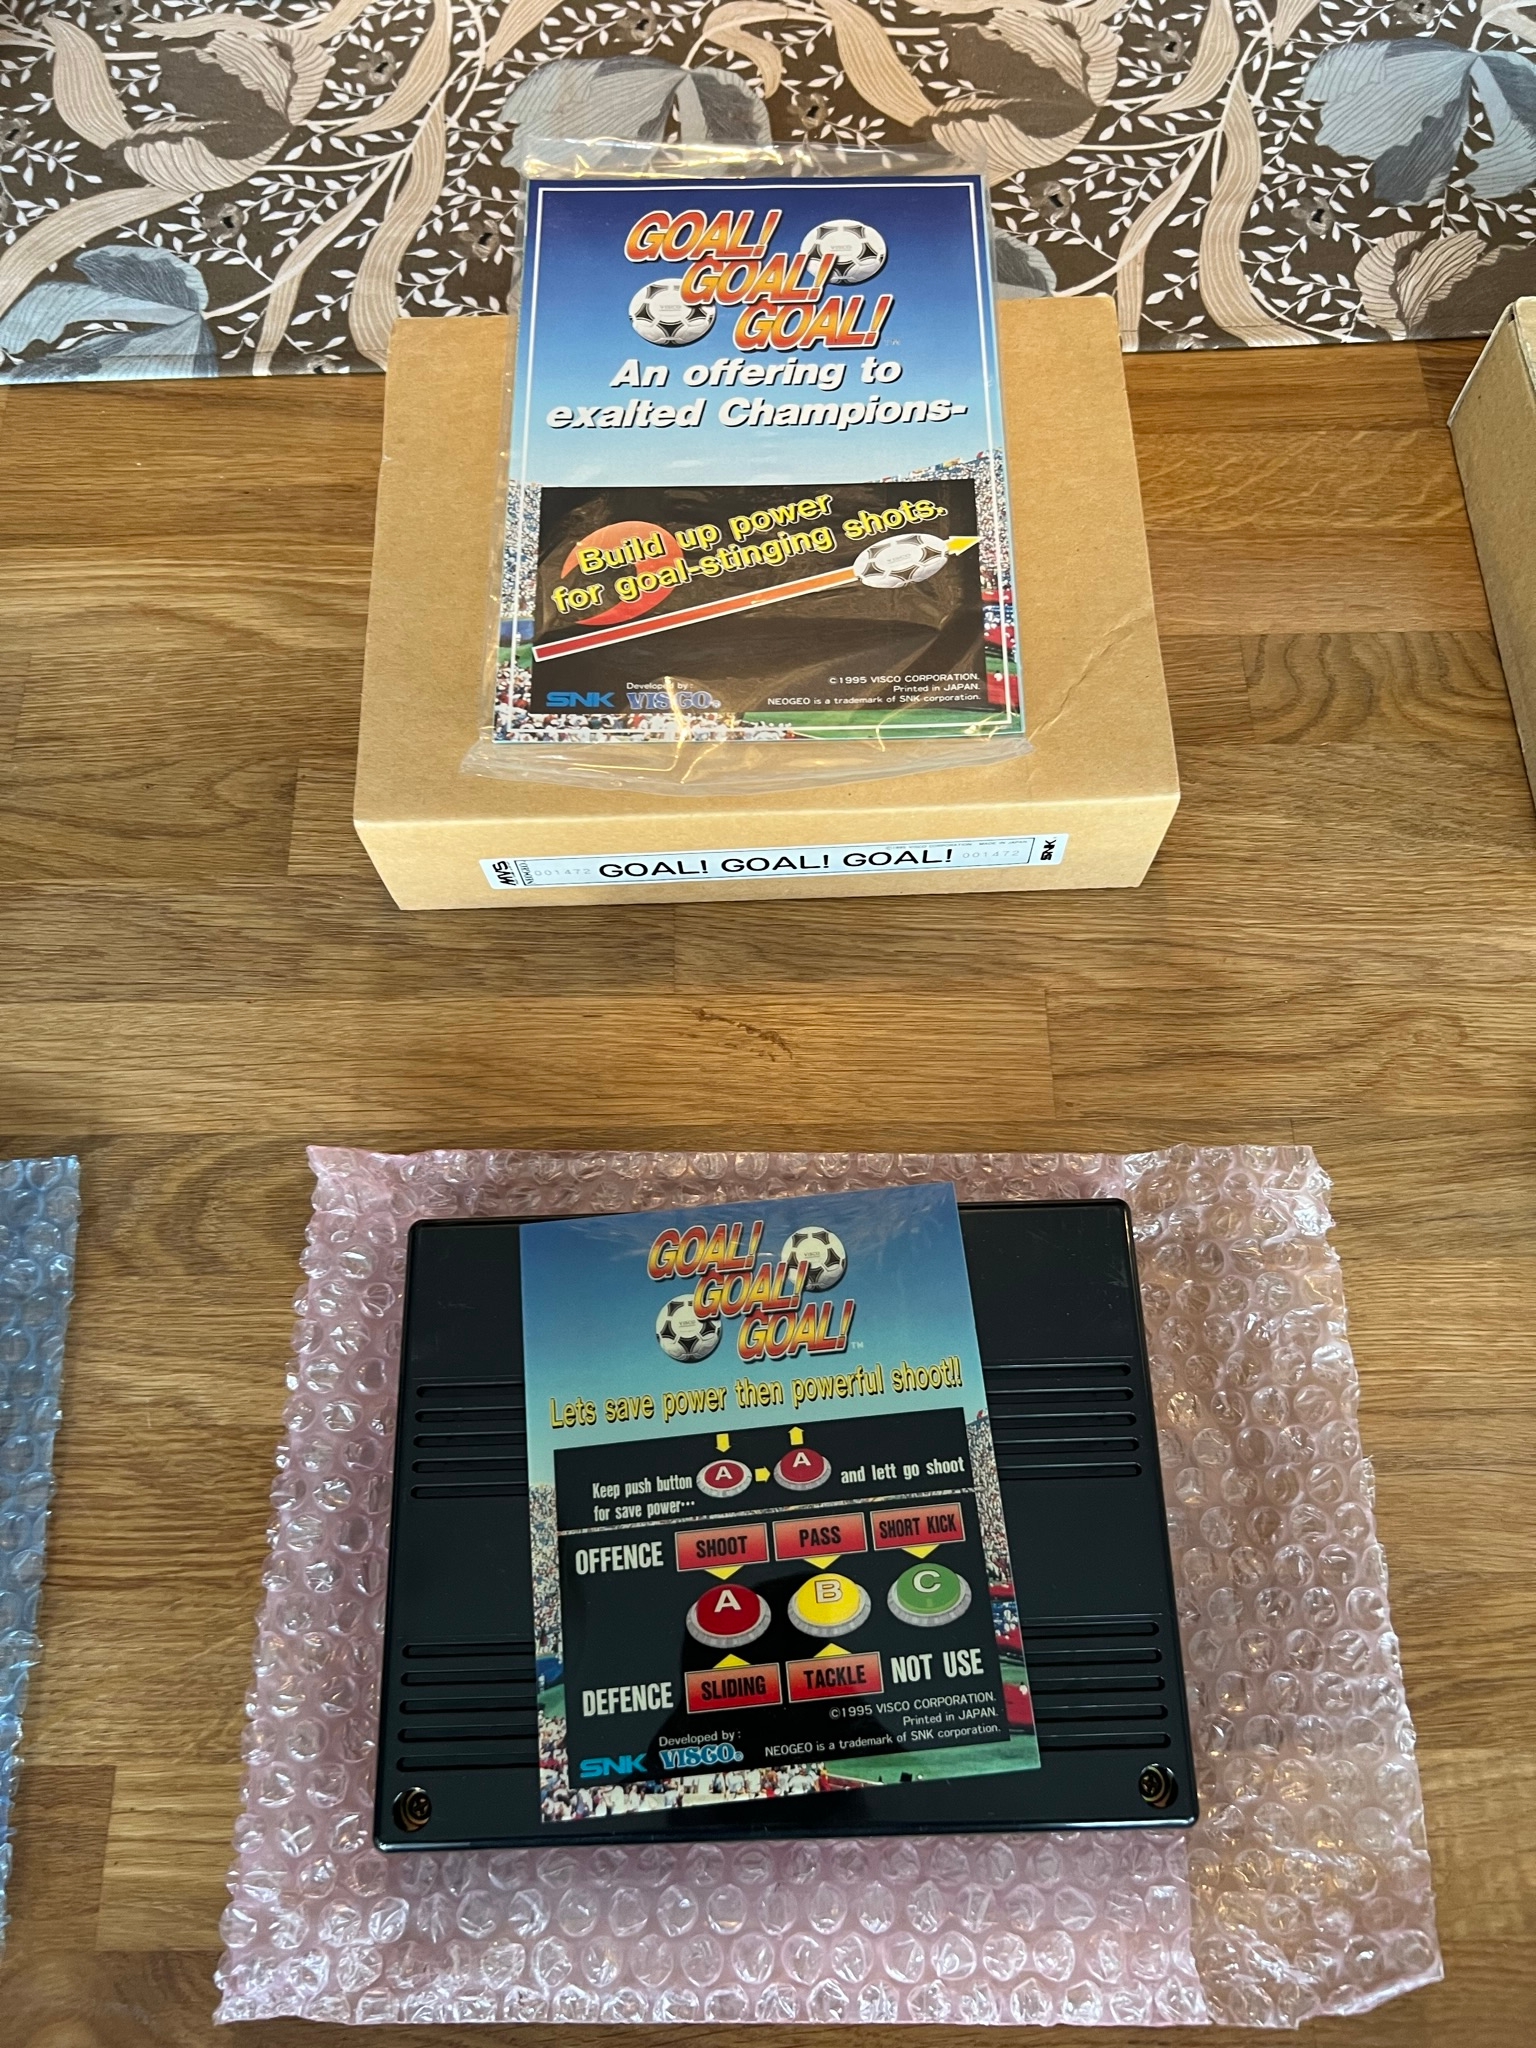 GOAL!
GOAL!
GOAL!
An offering to
exalted Champions-
Build up power
for goal-stinging shots.
©1995 VISCO CORPORATION.
Printed in JAPAN.
NEOGEO is a trademark of SNK corporation.
SNK
Developed by:
VISCO®
MVS
001472
GOAL! GOAL! GOAL!
001472
SNK
GOAL!
GOAL!
GOAL!™
Lets save power then powerful shoot!!
Keep push button
for save power…
A
A
and lett go shoot
OFFENCE
SHOOT
PASS
SHORT KICK
A
B
C
DEFENCE
SLIDING
TACKLE
NOT USE
©1995 VISCO CORPORATION.
Printed in JAPAN.
NEOGEO is a trademark of SNK corporation.
SNK
Developed by:
VISCO®